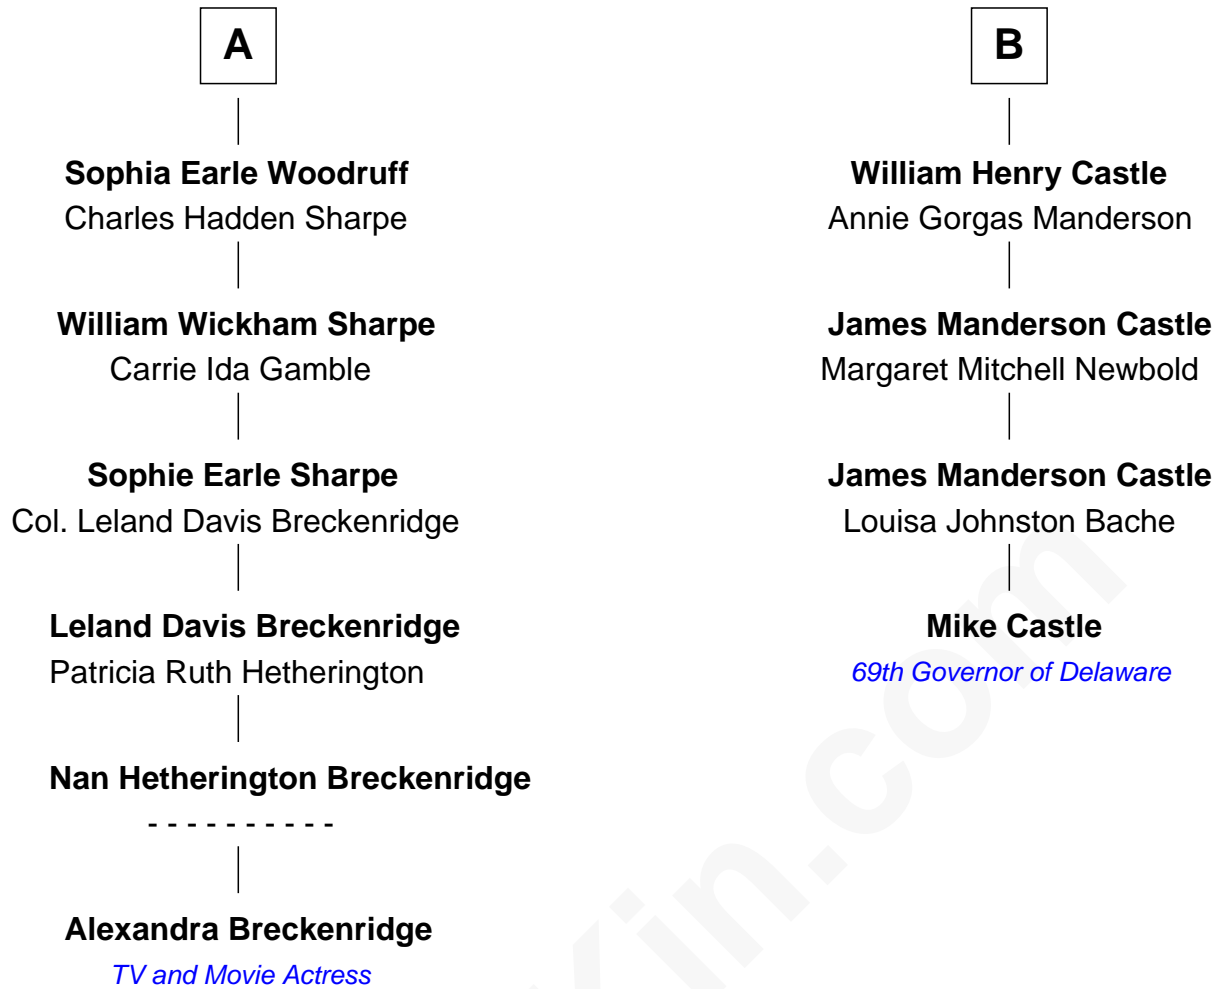 A
B
Sophia Earle Woodruff
Charles Hadden Sharpe
William Henry Castle
Annie Gorgas Manderson
William Wickham Sharpe
Carrie Ida Gamble
James Manderson Castle
Margaret Mitchell Newbold
Sophie Earle Sharpe
Col. Leland Davis Breckenridge
James Manderson Castle
Louisa Johnston Bache
Leland Davis Breckenridge
Patricia Ruth Hetherington
Mike Castle
69th Governor of Delaware
Nan Hetherington Breckenridge
- - - - - - - - - -
Alexandra Breckenridge
TV and Movie Actress
Kin.com